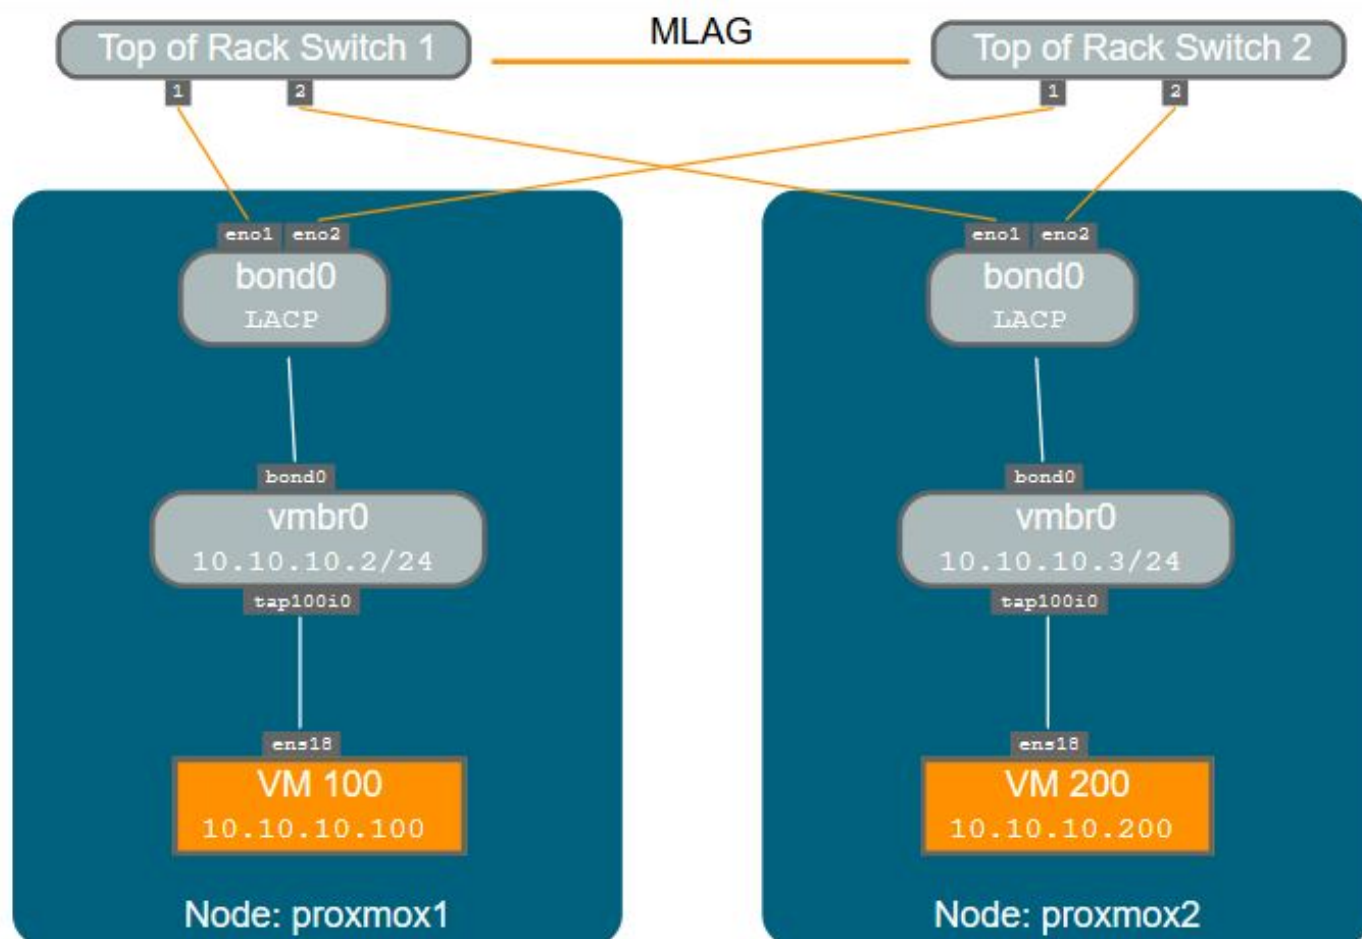 MLAG
Top of Rack Switch 1
Top of Rack Switch 2
1
2
1
2
eno1 eno2
eno1 eno2
bond0
LACP
bond0
LACP
bond0
bond0
vmbr0
10.10.10.2/24
vmbr0
10.10.10.3/24
tap100i0
tap100i0
ens18
ens18
VM 100
10.10.10.100
VM 200
10.10.10.200
Node: proxmox1
Node: proxmox2